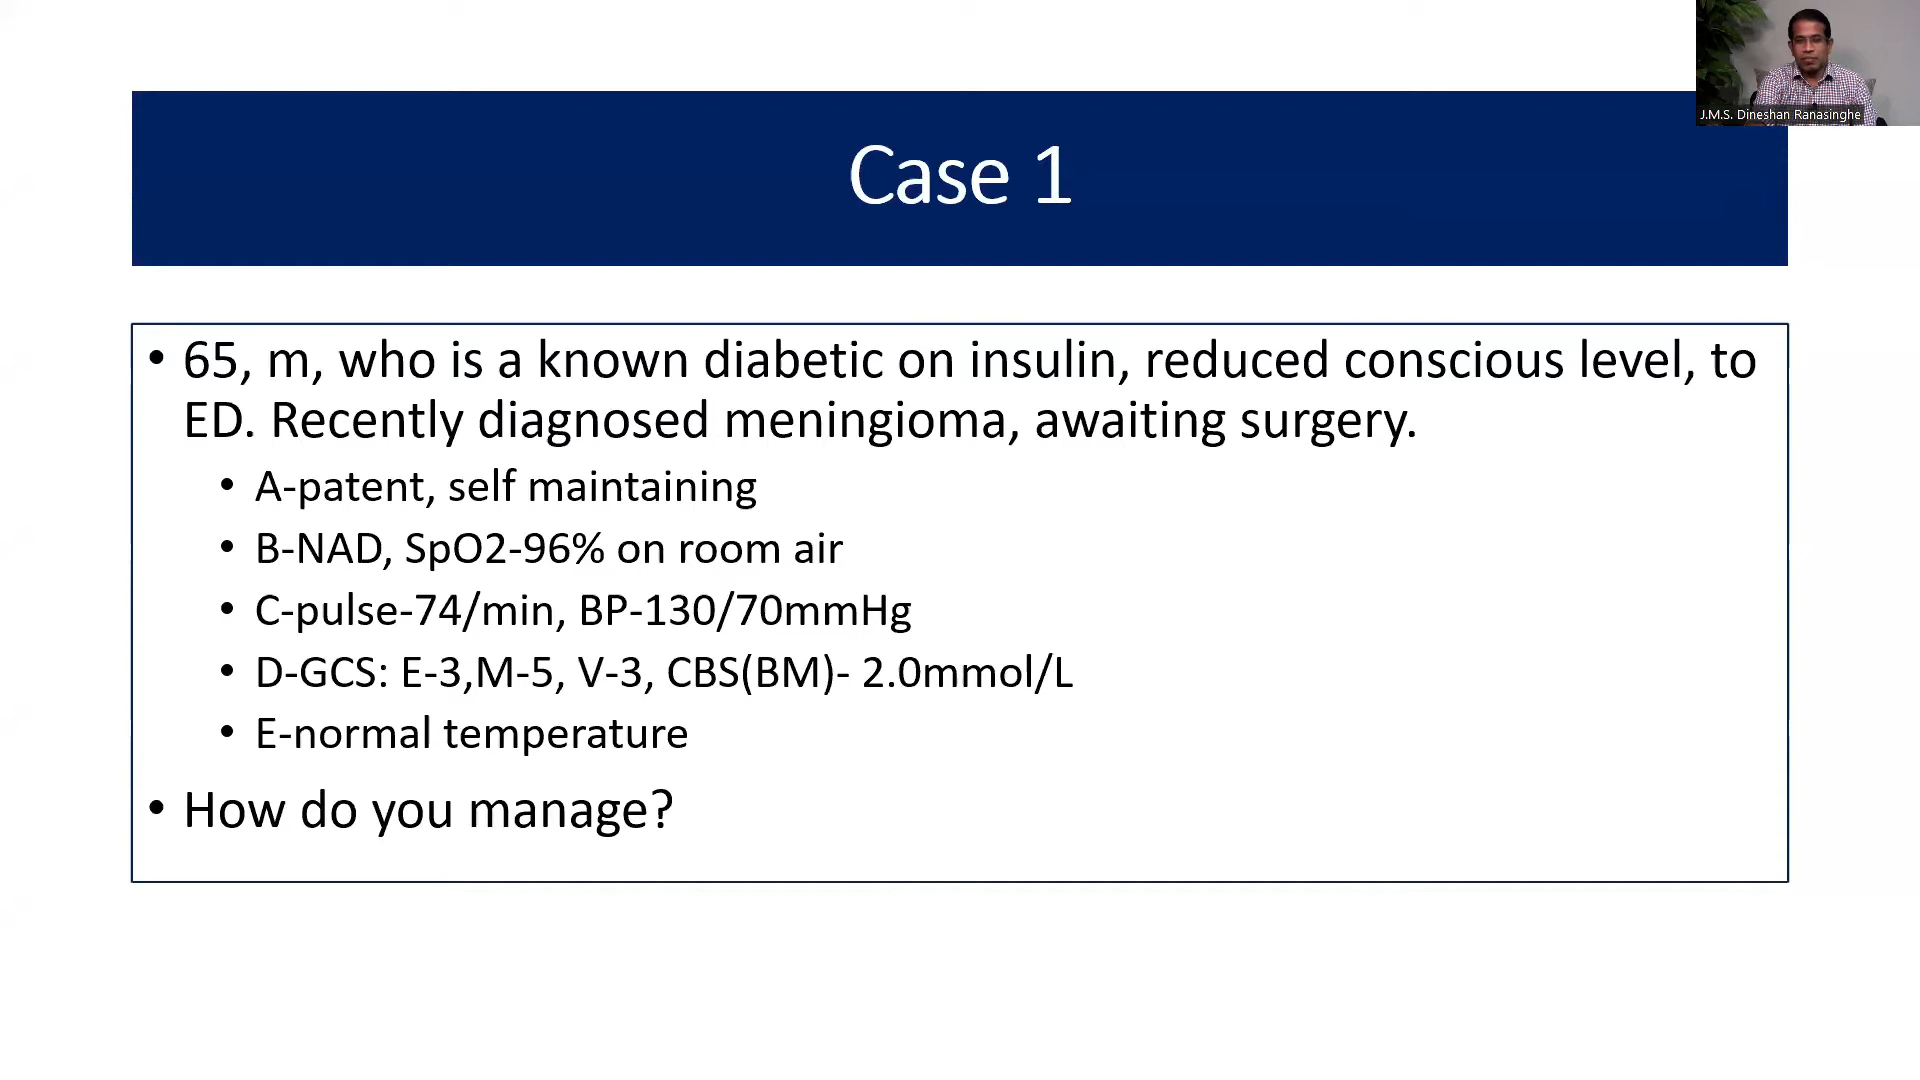 J.M.S. Dineshan Ranasinghe
Case 1
• 65, m, who is a known diabetic on insulin, reduced conscious level, to
ED. Recently diagnosed meningioma, awaiting surgery.
• A-patent, self maintaining
• B-NAD, SpO2-96% on room air
• C-pulse-74/min, BP-130/70mmHg
• D-GCS: E-3,M-5, V-3, CBS(BM)- 2.0mmol/L
• E-normal temperature
• How do you manage?